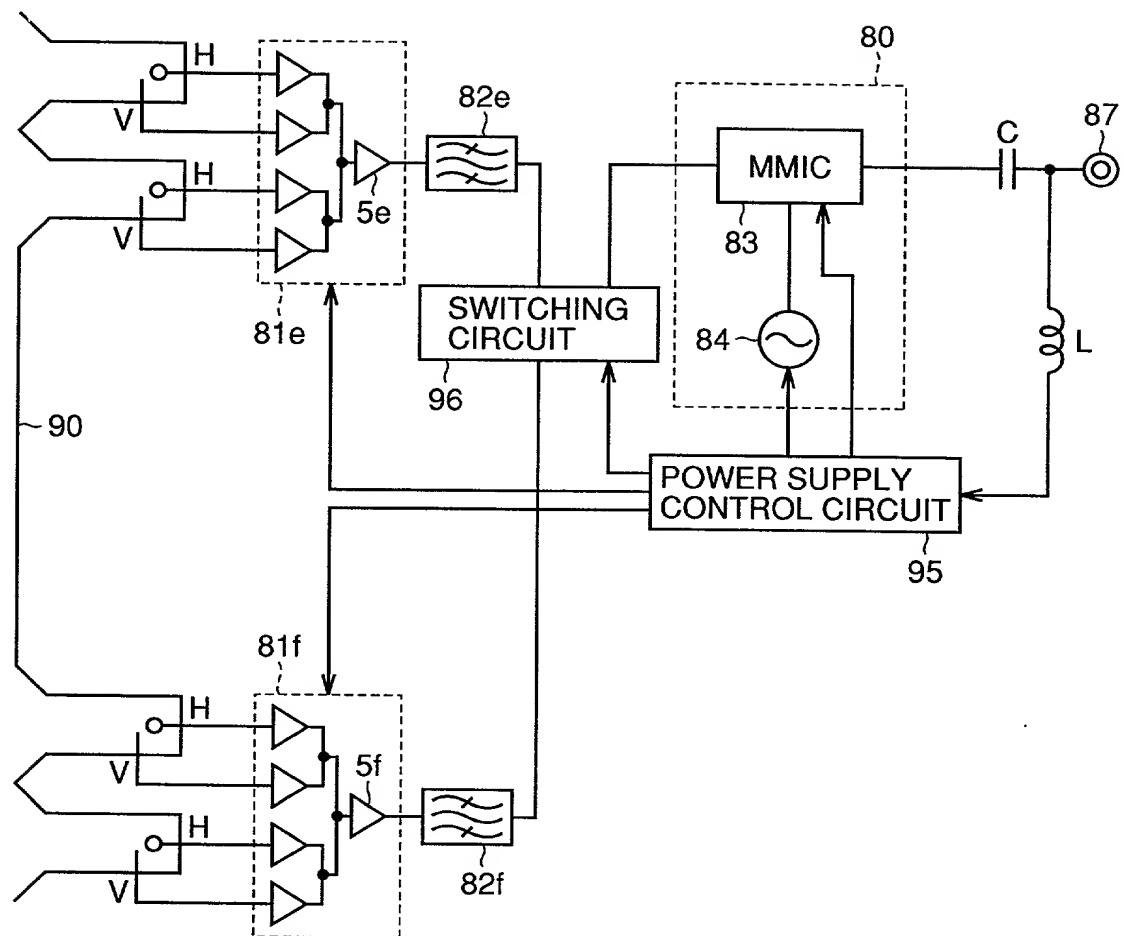 80
H
82e
87
C
V
MMIC
H
5e
83
V
SWITCHING
CIRCUIT
81e
84
L
96
90
POWER SUPPLY
CONTROL CIRCUIT
95
81f
H
5f
V
H
82f
V